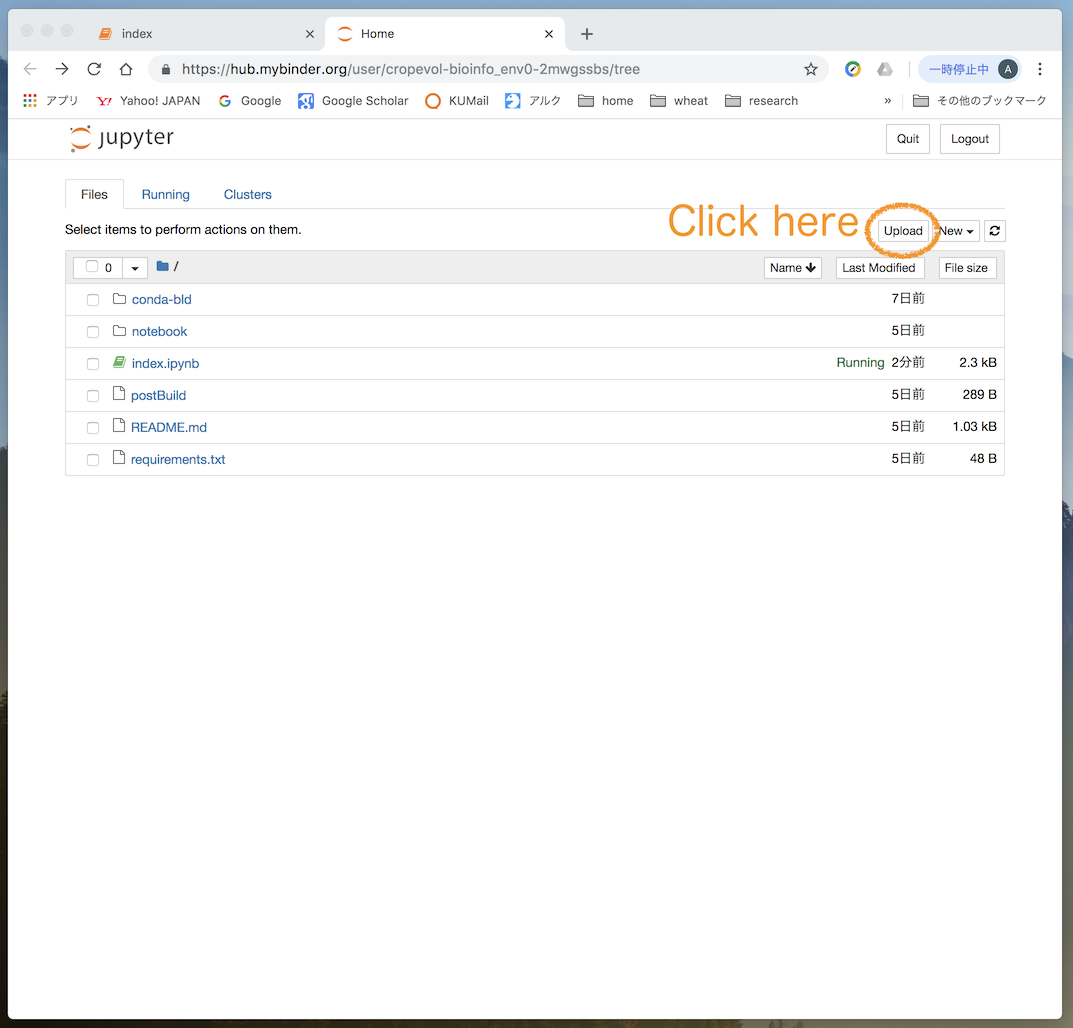 index
Home
https://hub.mybinder.org/user/cropevol-bioinfo_env0-2mwgssbs/tree
一時停止中 A
アプリ Yahoo! JAPAN Google Google Scholar KUMail アルク home wheat research » その他のブックマーク
jupyter Quit Logout
Files Running Clusters
Click here
Select items to perform actions on them. Upload New
0 / Name Last Modified File size
conda-bld 7日前
notebook 5日前
index.ipynb Running 2分前 2.3 kB
postBuild 5日前 289 B
README.md 5日前 1.03 kB
requirements.txt 5日前 48 B